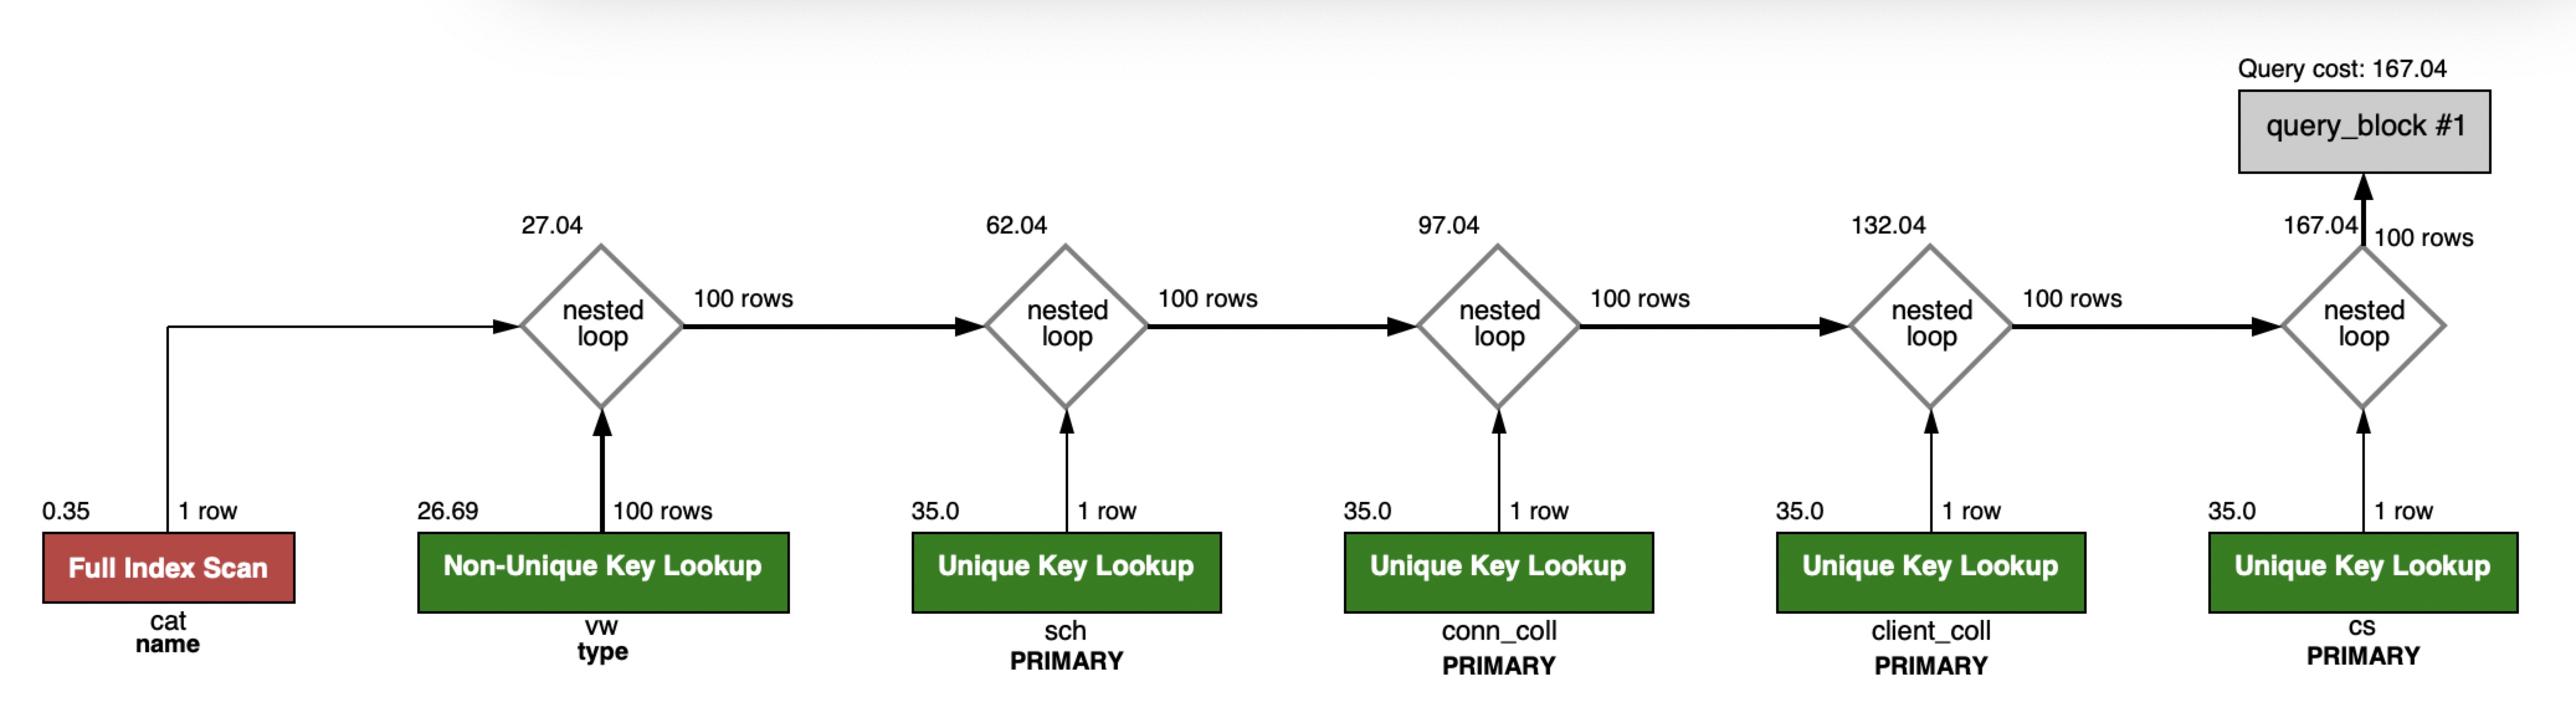 Query cost: 167.04
query_block #1
27.04
62.04
97.04
132.04
167.04
100 rows
nested
loop
100 rows
nested
loop
100 rows
nested
loop
100 rows
nested
loop
100 rows
nested
loop
0.35
1 row
26.69
100 rows
35.0
1 row
35.0
1 row
35.0
1 row
35.0
1 row
Full Index Scan
Non-Unique Key Lookup
Unique Key Lookup
Unique Key Lookup
Unique Key Lookup
Unique Key Lookup
cat
name
vw
type
sch
PRIMARY
conn_coll
PRIMARY
client_coll
PRIMARY
cs
PRIMARY